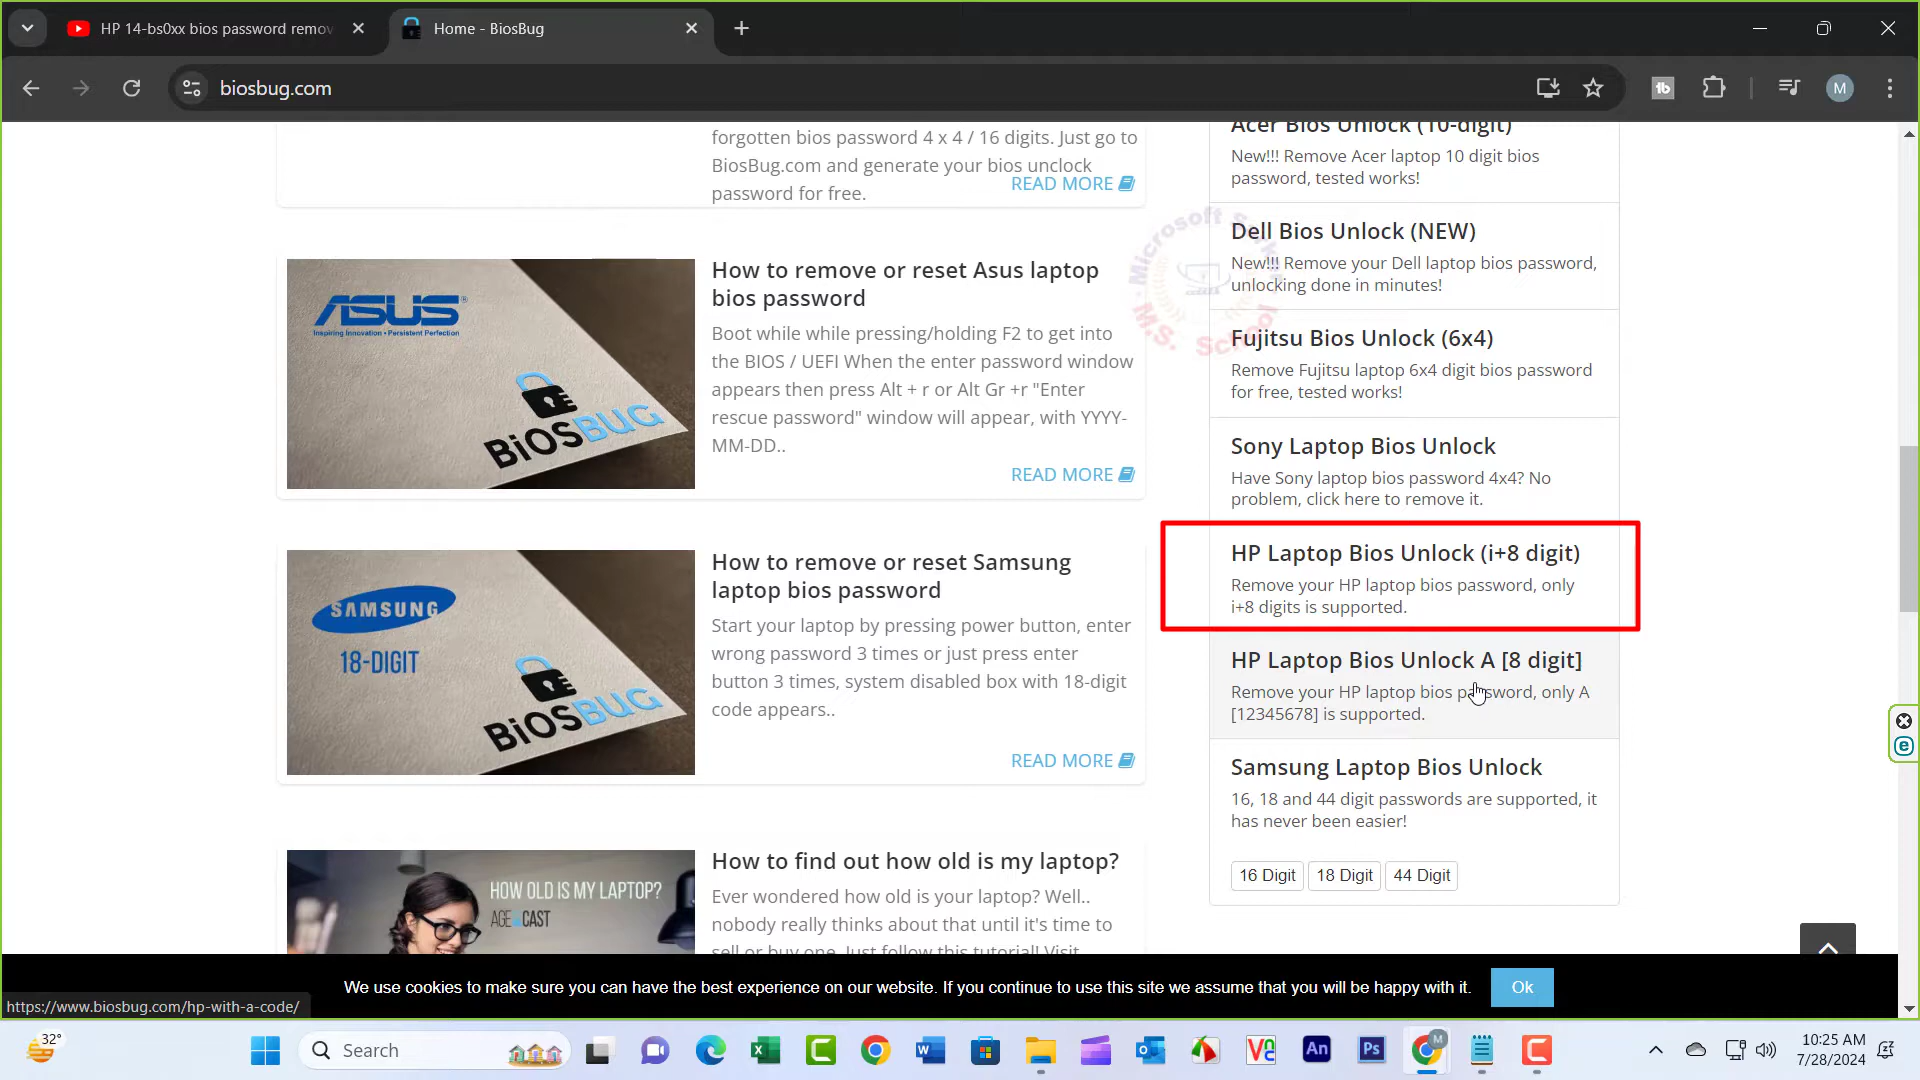 HP 14-bs0xx bios password remov
Home - BiosBug
biosbug.com
M
forgotten bios password 4 x 4 / 16 digits. Just go to
BiosBug.com and generate your bios unclock
password for free.
READ MORE
ASUS
Inspiring Innovation • Persistent Perfection
BiOSBUG
How to remove or reset Asus laptop
bios password
Boot while while pressing/holding F2 to get into
the BIOS / UEFI When the enter password window
appears then press Alt + r or Alt Gr +r "Enter
rescue password" window will appear, with YYYY-
MM-DD..
READ MORE
SAMSUNG
18-DIGIT
BiOSBUG
How to remove or reset Samsung
laptop bios password
Start your laptop by pressing power button, enter
wrong password 3 times or just press enter
button 3 times, system disabled box with 18-digit
code appears..
READ MORE
HOW OLD IS MY LAPTOP?
How to find out how old is my laptop?
Ever wondered how old is your laptop? Well..
nobody really thinks about that until it's time to
sell or buy one. Just follow this tutorial! Visit
Acer Bios Unlock (10-digit)
New!!! Remove Acer laptop 10 digit bios
password, tested works!
Dell Bios Unlock (NEW)
New!!! Remove your Dell laptop bios password,
unlocking done in minutes!
Fujitsu Bios Unlock (6x4)
Remove Fujitsu laptop 6x4 digit bios password
for free, tested works!
Sony Laptop Bios Unlock
Have Sony laptop bios password 4x4? No
problem, click here to remove it.
HP Laptop Bios Unlock (i+8 digit)
Remove your HP laptop bios password, only
i+8 digits is supported.
HP Laptop Bios Unlock A [8 digit]
Remove your HP laptop bios password, only A
[12345678] is supported.
Samsung Laptop Bios Unlock
16, 18 and 44 digit passwords are supported, it
has never been easier!
16 Digit
18 Digit
44 Digit
M.S. School
We use cookies to make sure you can have the best experience on our website. If you continue to use this site we assume that you will be happy with it.
Ok
https://www.biosbug.com/hp-with-a-code/
32°
Search
An
Ps
M
10:25 AM
7/28/2024